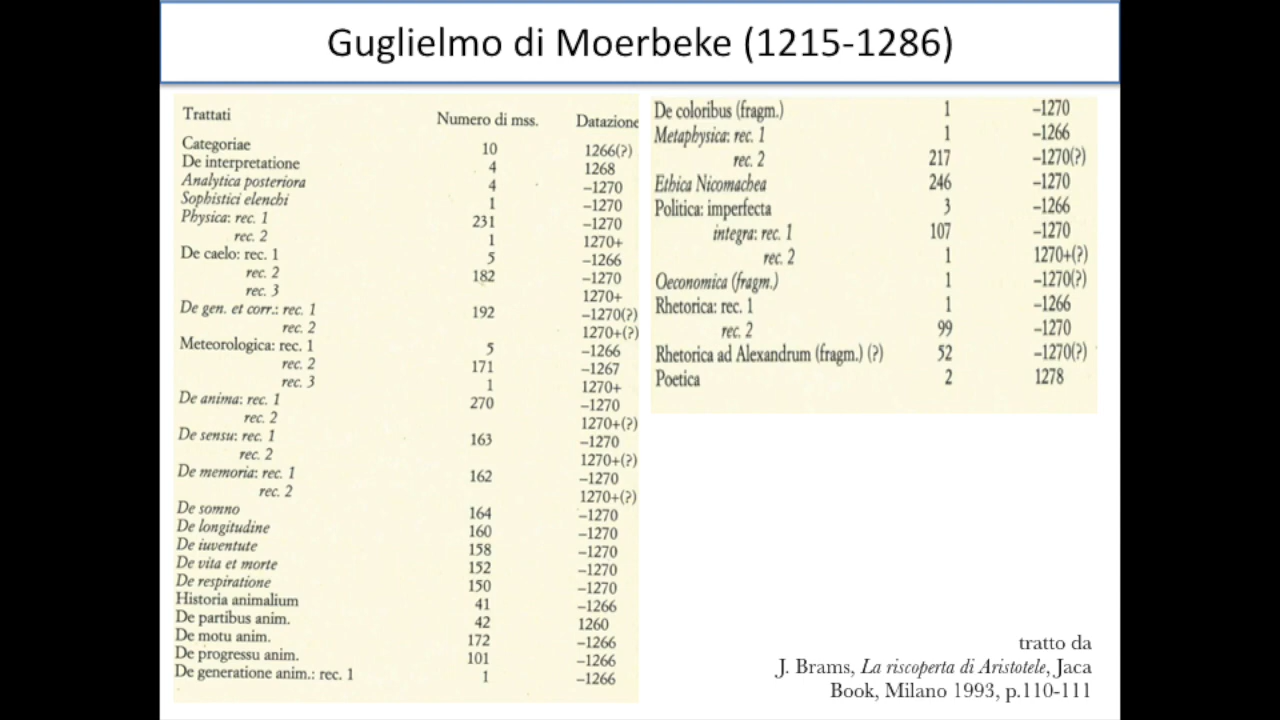 Guglielmo di Moerbeke (1215-1286)
Trattati Numero di mss. Datazione
Categoriae 10 1266(?)
De interpretatione 4 1268
Analytica posteriora 4 –1270
Sophistici elenchi 1 –1270
Physica: rec. 1 231 –1270
rec. 2 1 1270+
De caelo: rec. 1 5 –1266
rec. 2 182 –1270
rec. 3 1270+
De gen. et corr.: rec. 1 192 –1270(?)
rec. 2 1270+(?)
Meteorologica: rec. 1 5 –1266
rec. 2 171 –1267
rec. 3 1 1270+
De anima: rec. 1 270 –1270
rec. 2 1270+(?)
De sensu: rec. 1 163 –1270
rec. 2 1270+(?)
De memoria: rec. 1 162 –1270
rec. 2 1270+(?)
De somno 164 –1270
De longitudine 160 –1270
De iuventute 158 –1270
De vita et morte 152 –1270
De respiratione 150 –1270
Historia animalium 41 –1266
De partibus anim. 42 1260
De motu anim. 172 –1266
De progressu anim. 101 –1266
De generatione anim.: rec. 1 1 –1266
De coloribus (fragm.) 1 –1270
Metaphysica: rec. 1 1 –1266
rec. 2 217 –1270(?)
Ethica Nicomachea 246 –1270
Politica: imperfecta 3 –1266
integra: rec. 1 107 –1270
rec. 2 1 1270+(?)
Oeconomica (fragm.) 1 –1270(?)
Rhetorica: rec. 1 1 –1266
rec. 2 99 –1270
Rhetorica ad Alexandrum (fragm.) (?) 52 –1270(?)
Poetica 2 1278
tratto da
J. Brams, La riscoperta di Aristotele, Jaca
Book, Milano 1993, p.110-111